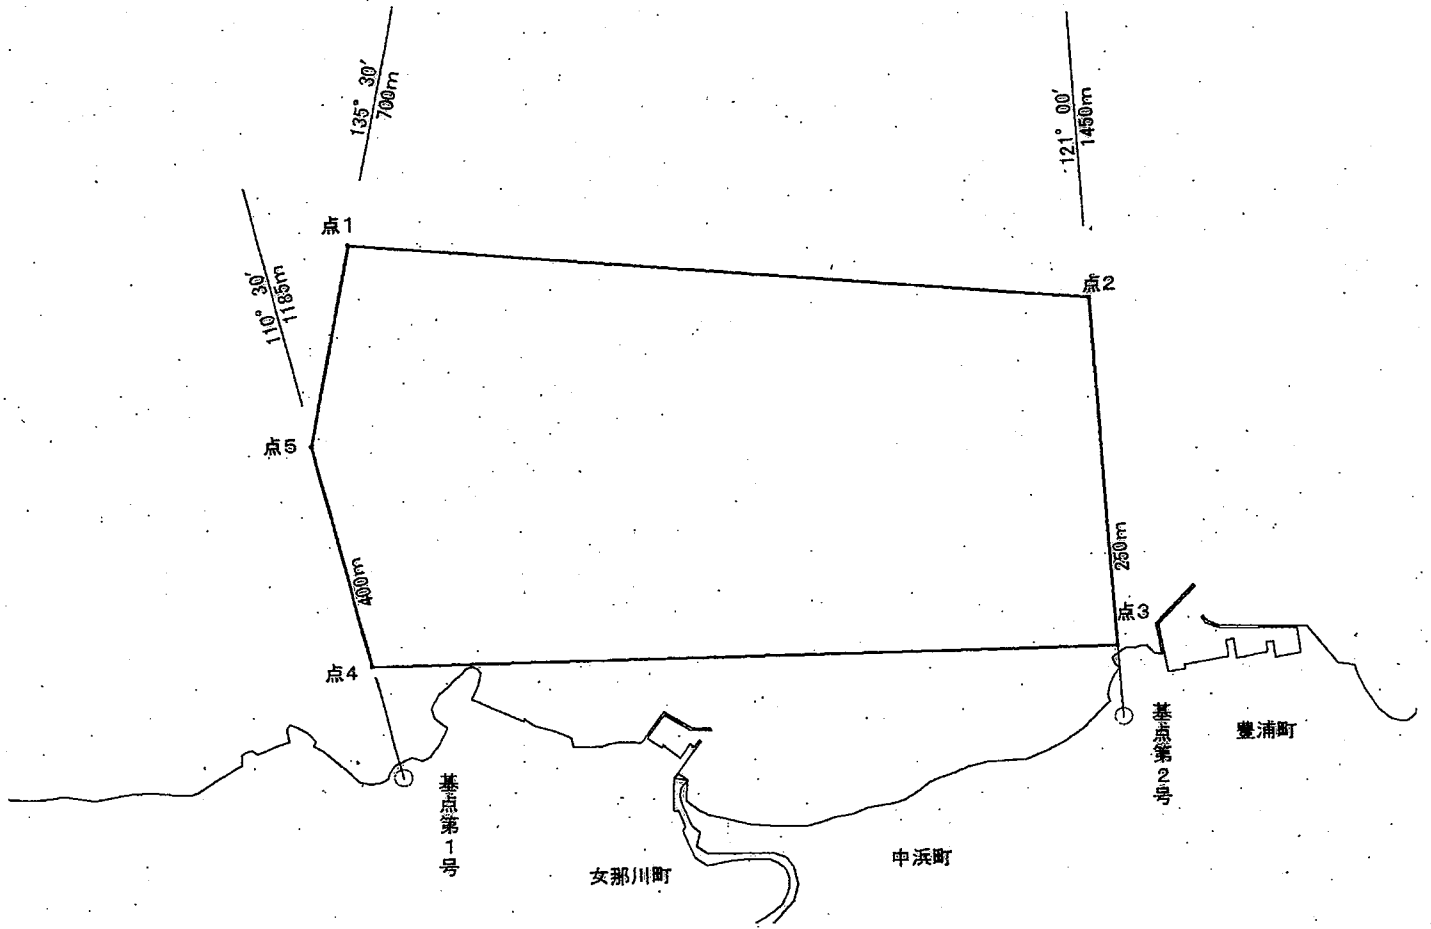 135° 30′
700m
121° 00′
1450m
点1
110° 30′
1185m
点2
点5
250m
400m
点3
点4
基点第1号
基点第2号
豊浦町
女那川町
中浜町